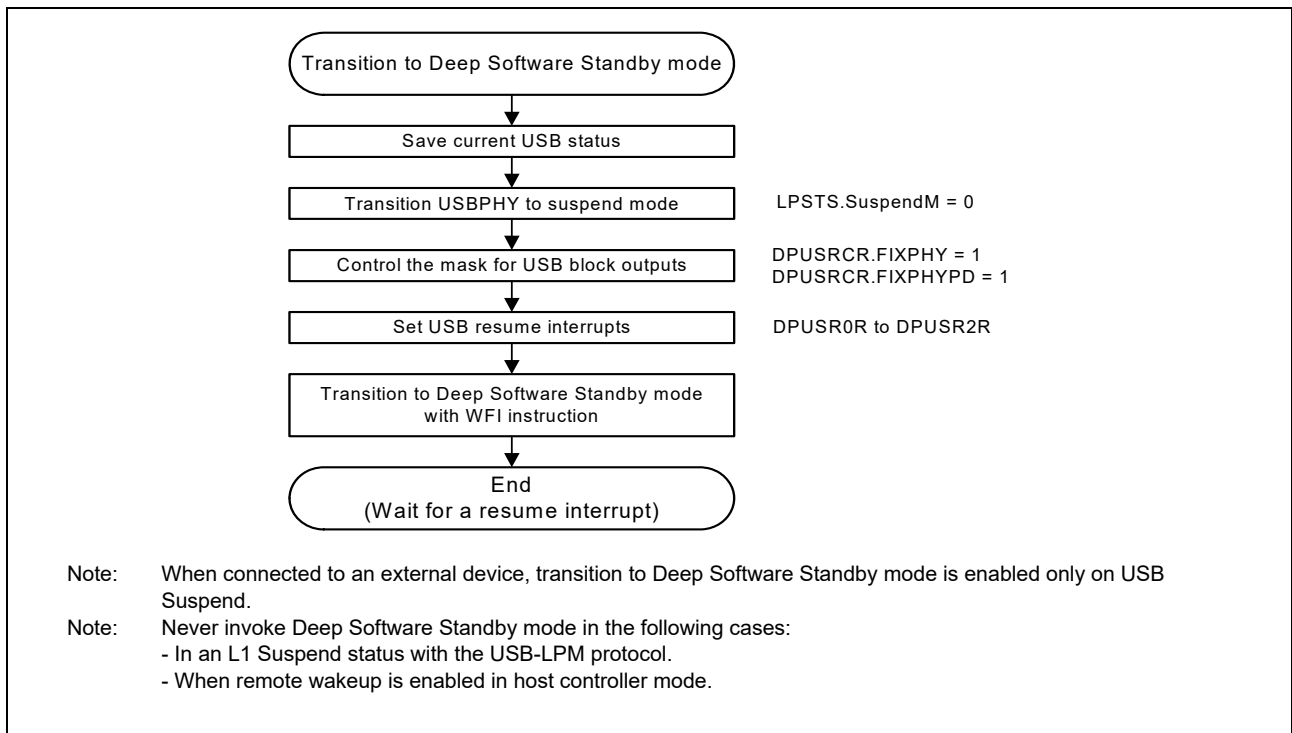 Transition to Deep Software Standby mode
Save current USB status
Transition USBPHY to suspend mode
LPSTS.SuspendM = 0
Control the mask for USB block outputs
DPUSRCR.FIXPHY = 1
DPUSRCR.FIXPHYPD = 1
Set USB resume interrupts
DPUSR0R to DPUSR2R
Transition to Deep Software Standby mode
with WFI instruction
End
(Wait for a resume interrupt)
Note: When connected to an external device, transition to Deep Software Standby mode is enabled only on USB
Suspend.
Note: Never invoke Deep Software Standby mode in the following cases:
- In an L1 Suspend status with the USB-LPM protocol.
- When remote wakeup is enabled in host controller mode.